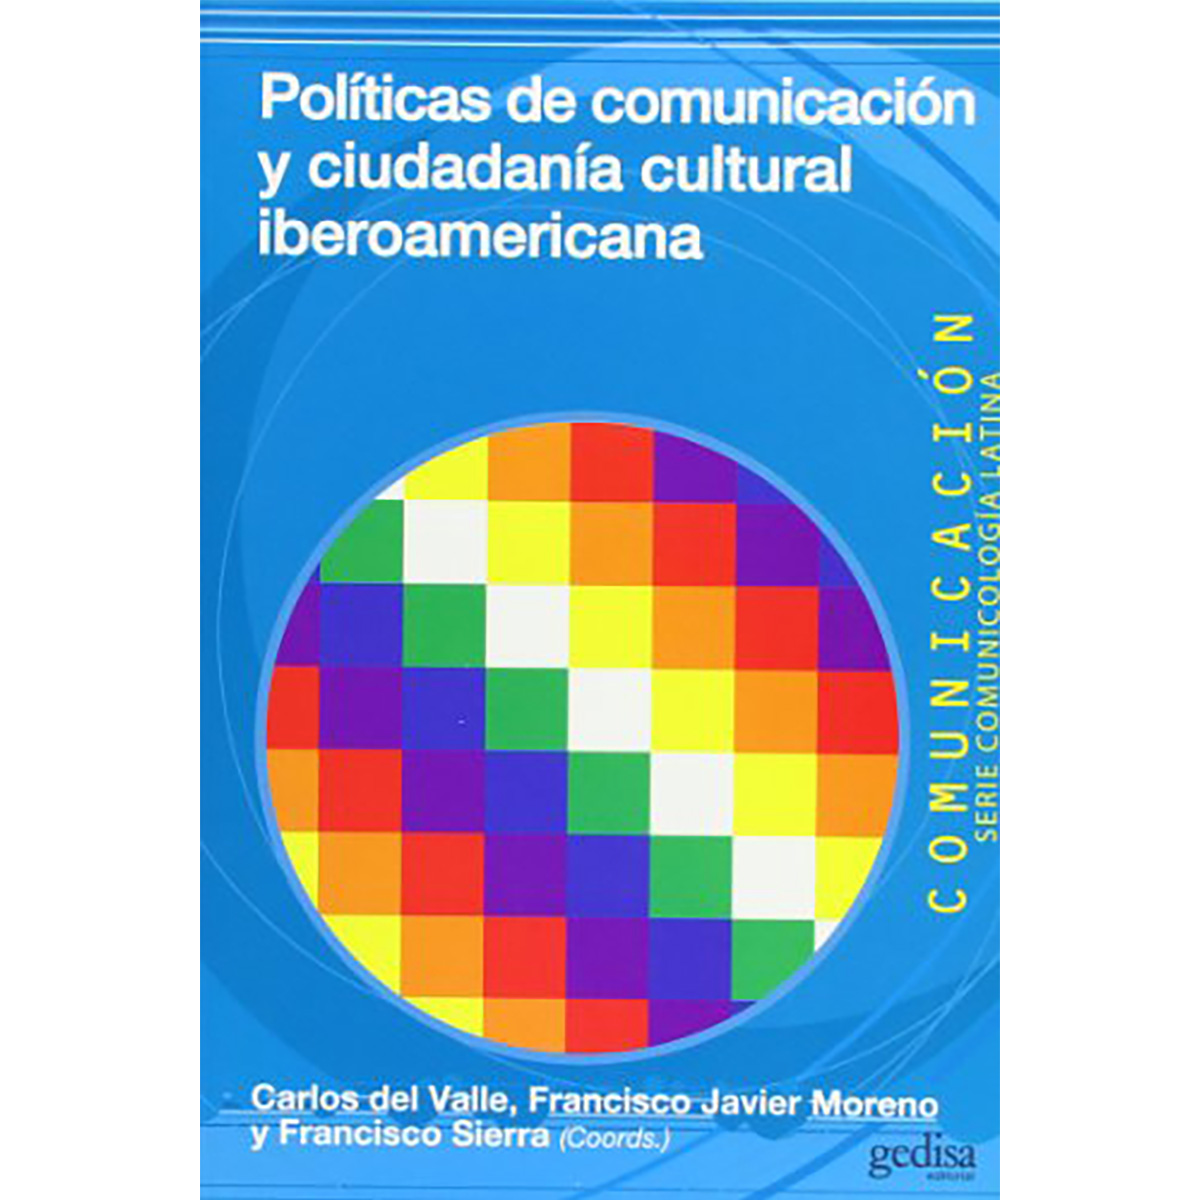 Políticas de comunicación
y ciudadanía cultural
iberoamericana
COMUNICACIÓN
SERIE COMUNICOLOGÍA LATINA
Carlos del Valle, Francisco Javier Moreno
y Francisco Sierra (Coords.)
gedisa
editorial